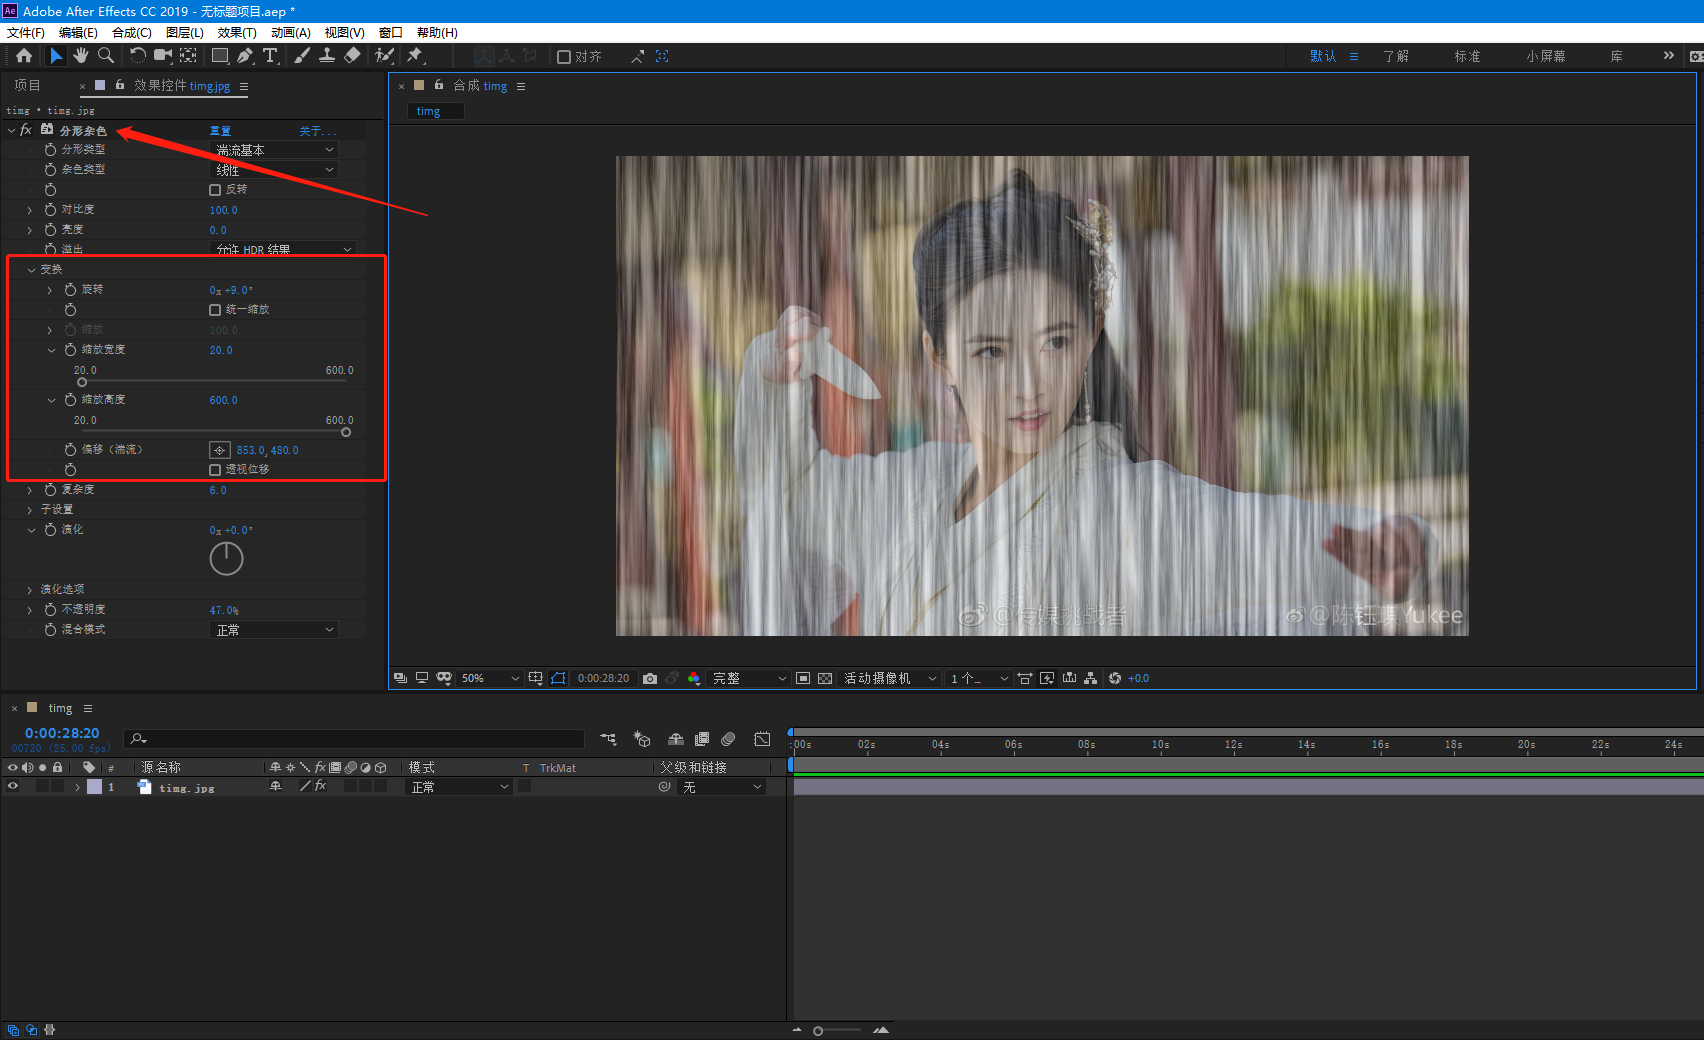 Adobe After Effects CC 2019 - 无标题项目.aep *
文件(F) 编辑(E) 合成(C) 图层(L) 效果(T) 动画(A) 视图(V) 窗口 帮助(H)
对齐 默认 了解 标准 小屏幕 库
项目 效果控件 timg.jpg
timg • timg.jpg
fx 分形杂色 重置 关于...
分形类型 湍流基本
杂色类型 线性
反转
对比度 100.0
亮度 0.0
溢出 允许 HDR 结果
变换
旋转 0x +9.0°
统一缩放
缩放 100.0
缩放宽度 20.0
20.0 600.0
缩放高度 600.0
20.0 600.0
偏移（湍流） 853.0, 480.0
透视位移
复杂度 6.0
子设置
演化 0x +0.0°
演化选项
不透明度 47.0%
混合模式 正常
合成 timg
timg
@传媒挑战者
@陈钰琪Yukee
50% 0:00:28:20 完整 活动摄像机 1 个... +0.0
timg
0:00:28:20
00720 (25.00 fps)
:00s 02s 04s 06s 08s 10s 12s 14s 16s 18s 20s 22s 24s
# 源名称 fx 模式 T TrkMat 父级和链接
1 timg.jpg fx 正常 无